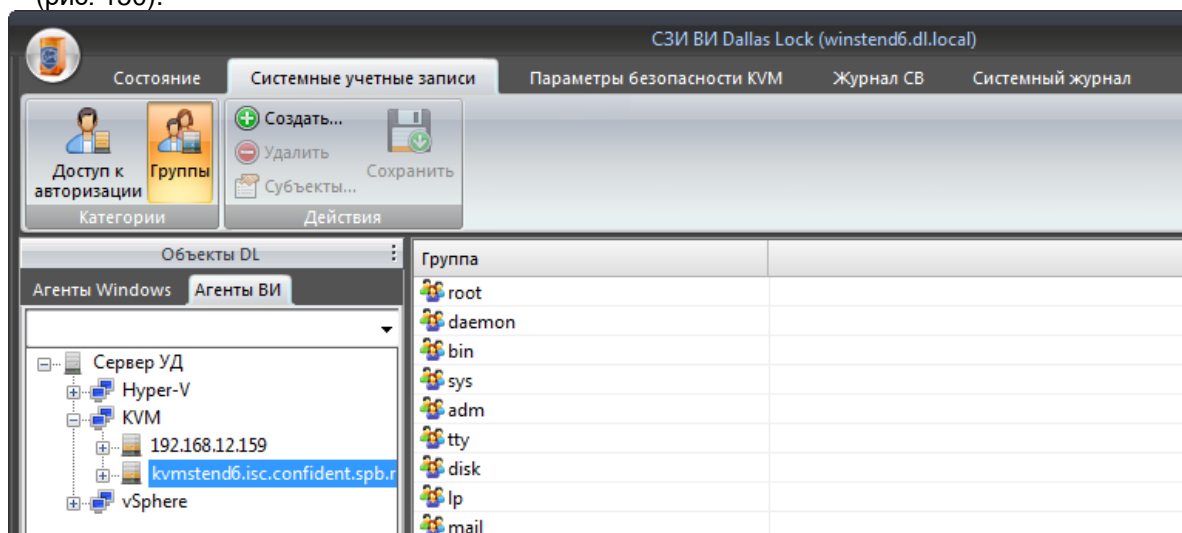 (рис. 150).
СЗИ ВИ Dallas Lock (winstend6.dl.local)
Состояние Системные учетные записи Параметры безопасности KVM Журнал СВ Системный журнал
Доступ к авторизации
Группы
Создать...
Удалить
Субъекты...
Сохранить
Категории
Действия
Объекты DL
Агенты Windows Агенты ВИ
Сервер УД
Hyper-V
KVM
192.168.12.159
kvmstend6.isc.confident.spb.r
vSphere
Группа
root
daemon
bin
sys
adm
tty
disk
lp
mail